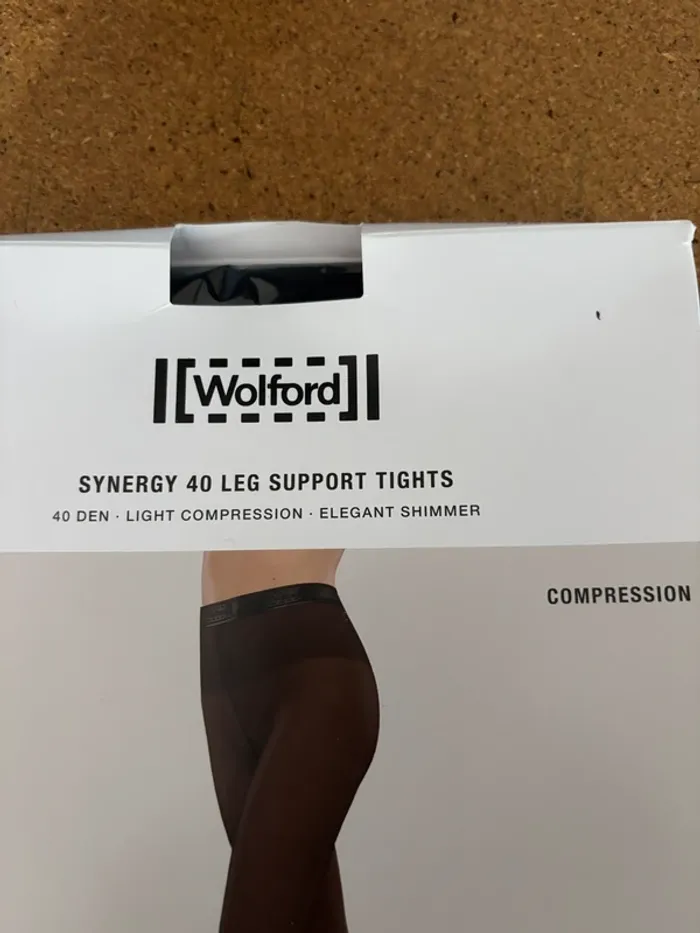 Wolford
SYNERGY 40 LEG SUPPORT TIGHTS
40 DEN · LIGHT COMPRESSION · ELEGANT SHIMMER
COMPRESSION